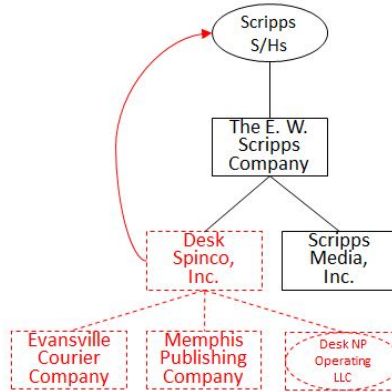 Scripps
S/Hs
The E. W.
Scripps
Company
Desk
Spinco,
Inc.
Scripps
Media,
Inc.
Evansville
Courier
Company
Memphis
Publishing
Company
Desk NP
Operating
LLC